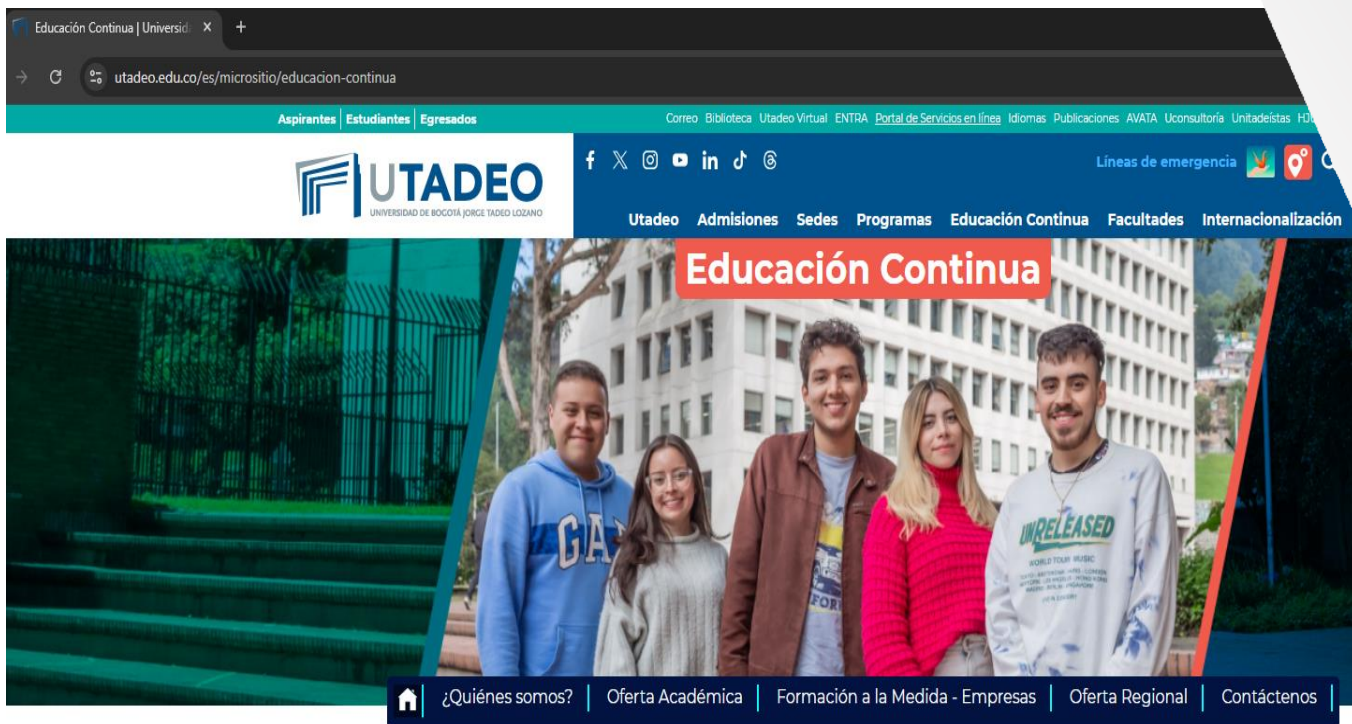 Educación Continua | Universid
utadeo.edu.co/es/micrositio/educacion-continua
Aspirantes | Estudiantes | Egresados
Correo Biblioteca Utadeo Virtual ENTRA Portal de Servicios en línea Idiomas Publicaciones AVATA Uconsultoría Unitadeístas
UTADEO
UNIVERSIDAD DE BOGOTÁ JORGE TADEO LOZANO
Líneas de emergencia
Utadeo Admisiones Sedes Programas Educación Continua Facultades Internacionalización
Educación Continua
GA
UNRELEASED
WORLD TOUR MUSIC
¿Quiénes somos? | Oferta Académica | Formación a la Medida - Empresas | Oferta Regional | Contáctenos |